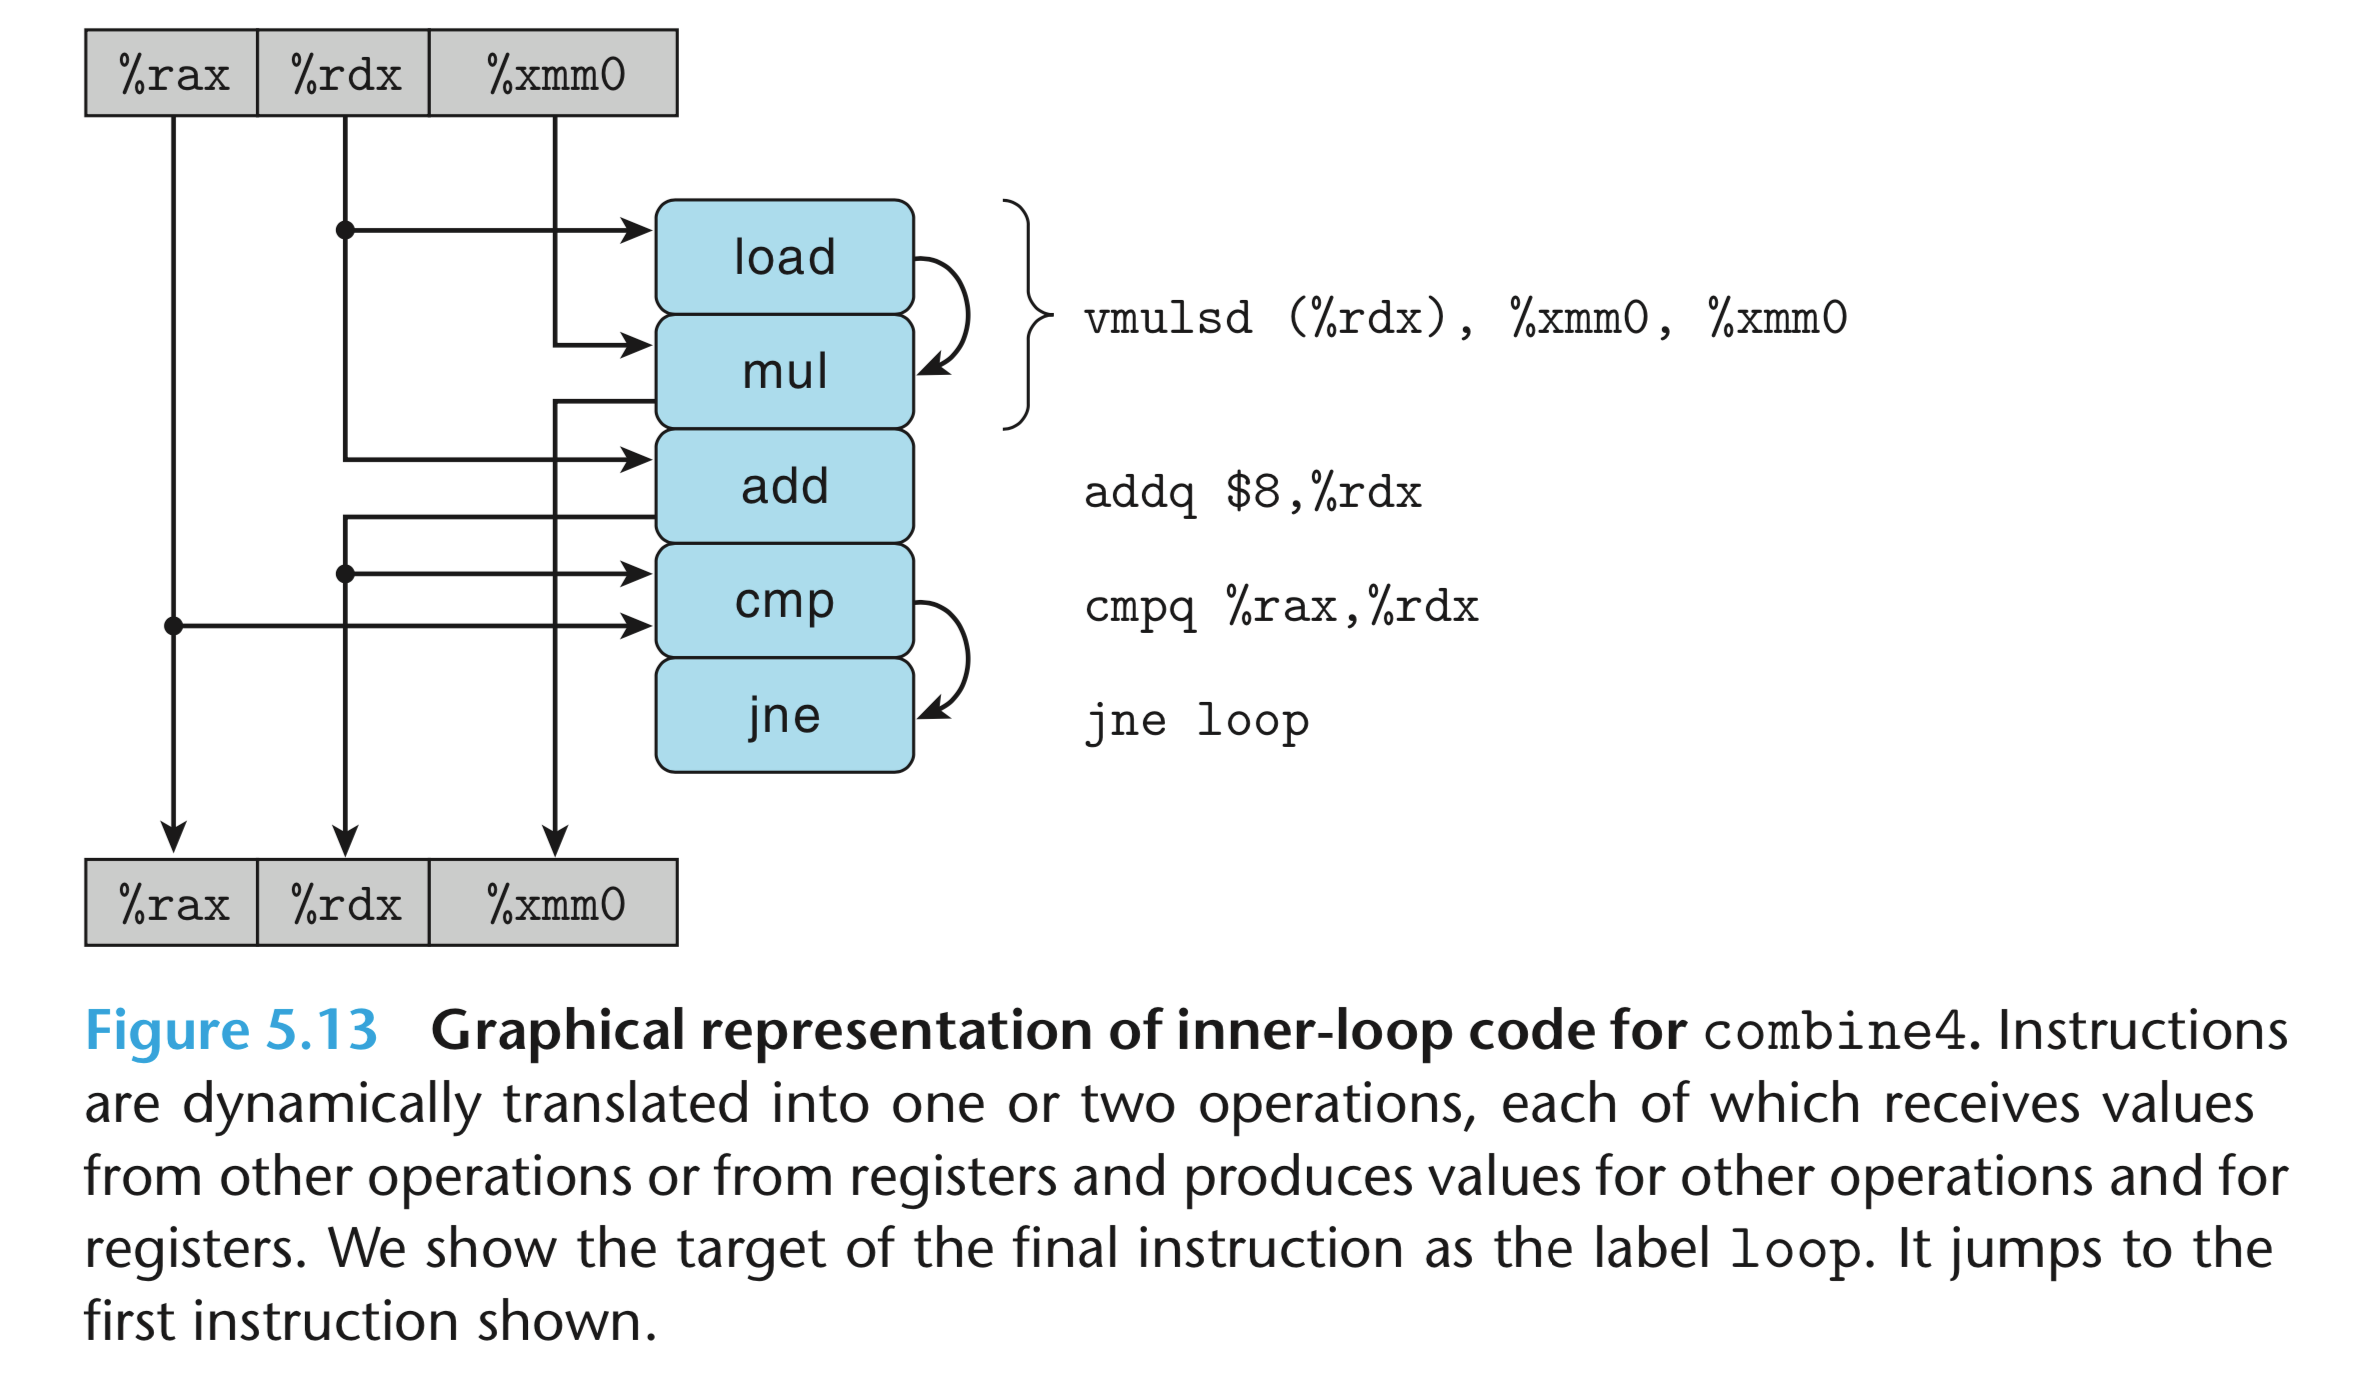 %rax %rdx %xmm0
load
vmulsd (%rdx), %xmm0, %xmm0
mul
add
addq $8,%rdx
cmp
cmpq %rax,%rdx
jne
jne loop
%rax %rdx %xmm0
Figure 5.13 Graphical representation of inner-loop code for combine4. Instructions
are dynamically translated into one or two operations, each of which receives values
from other operations or from registers and produces values for other operations and for
registers. We show the target of the final instruction as the label loop. It jumps to the
first instruction shown.